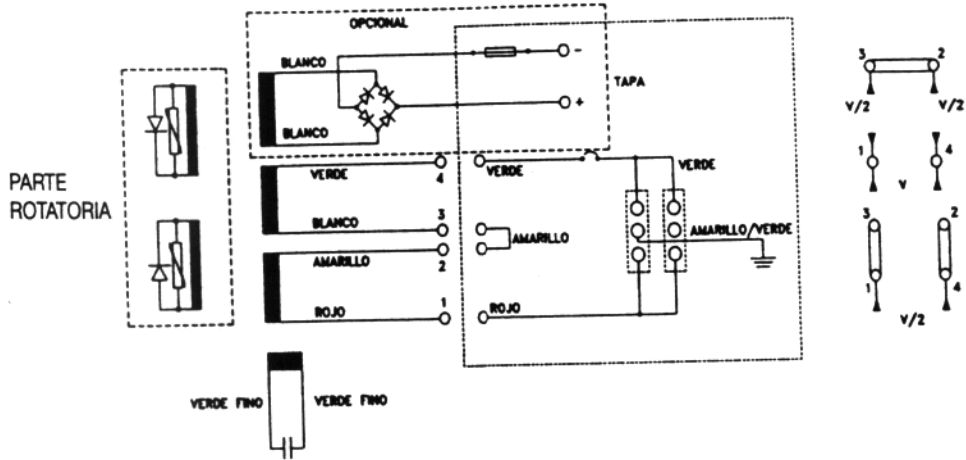 OPCIONAL
BLANCO
-
TAPA
+
BLANCO
3 2
V/2 V/2
PARTE
ROTATORIA
VERDE
4
VERDE
VERDE
1 4
V
BLANCO
3
AMARILLO
AMARILLO/VERDE
AMARILLO
2
3 2
ROJO
1
ROJO
1 4
V/2
VERDE FINO
VERDE FINO